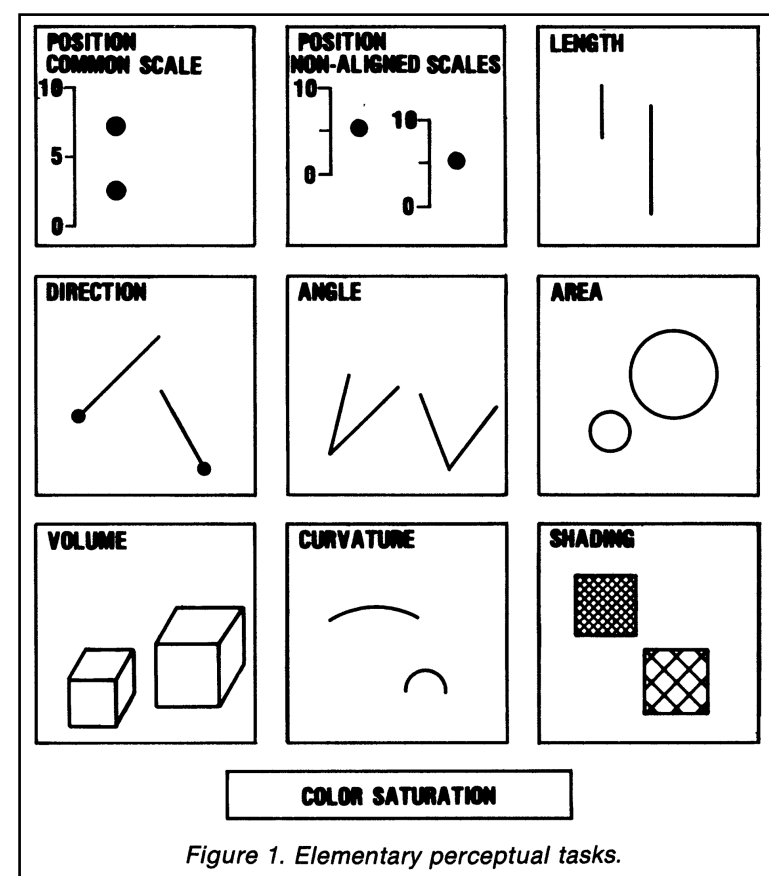 POSITION
COMMON SCALE
10
5
0
POSITION
NON-ALIGNED SCALES
10
0
10
0
LENGTH
DIRECTION
ANGLE
AREA
VOLUME
CURVATURE
SHADING
COLOR SATURATION
Figure 1. Elementary perceptual tasks.